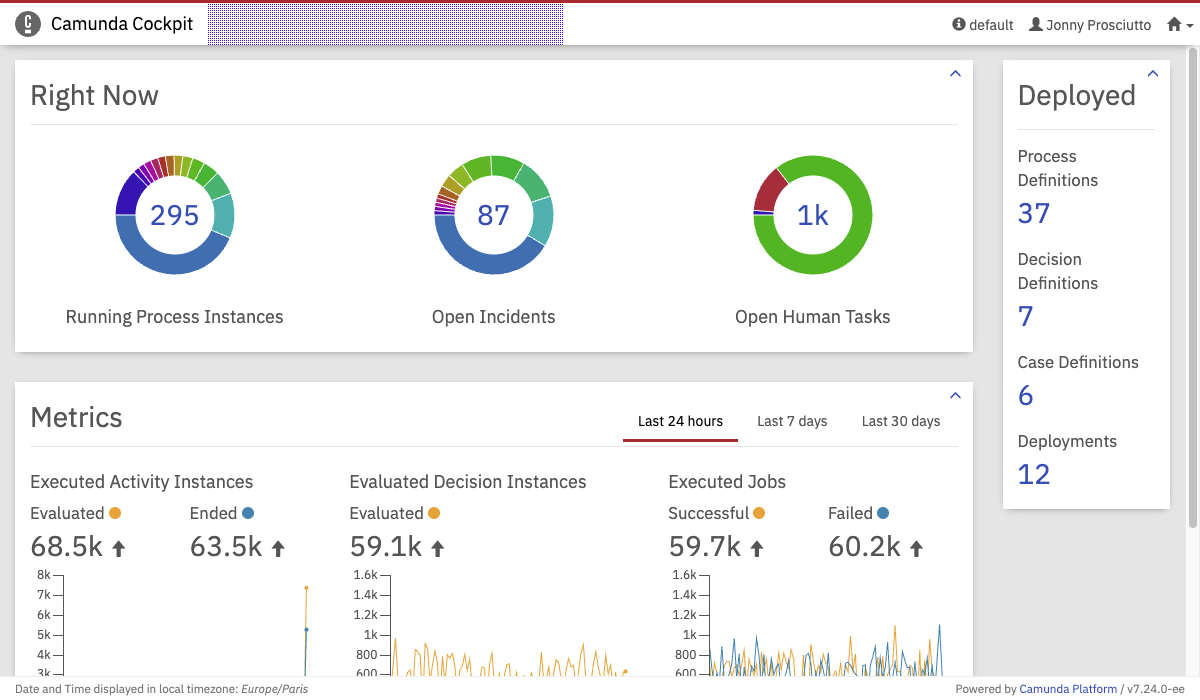 Camunda Cockpit
default
Jonny Prosciutto
Right Now
295
87
1k
Running Process Instances
Open Incidents
Open Human Tasks
Deployed
Process
Definitions
37
Decision
Definitions
7
Case Definitions
6
Deployments
12
Metrics
Last 24 hours
Last 7 days
Last 30 days
Executed Activity Instances
Evaluated
Ended
68.5k
63.5k
8k
7k
6k
5k
4k
3k
Evaluated Decision Instances
Evaluated
59.1k
1.6k
1.4k
1.2k
1k
800
600
Executed Jobs
Successful
Failed
59.7k
60.2k
1.6k
1.4k
1.2k
1k
800
600
Date and Time displayed in local timezone: Europe/Paris
Powered by Camunda Platform / v7.24.0-ee